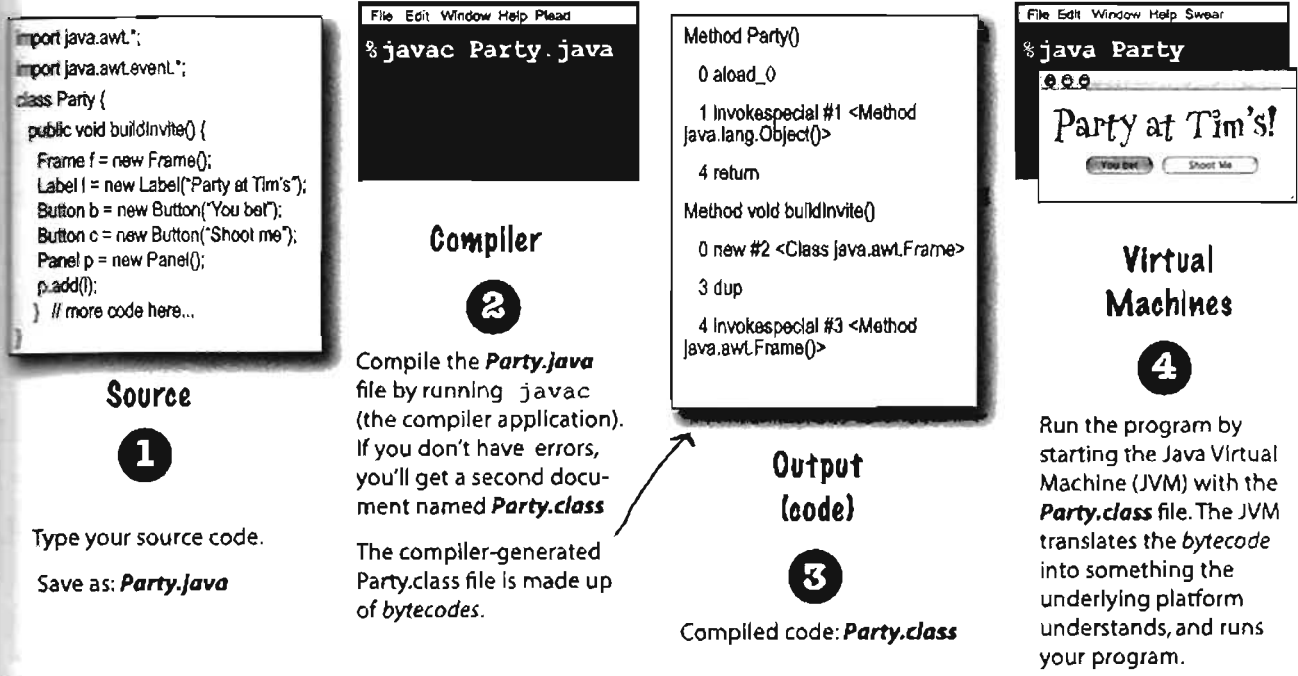 import java.awt.*;
import java.awt.event.*;
class Party {
public void buildInvite() {
Frame f = new Frame();
Label l = new Label("Party at Tim's");
Button b = new Button("You bet");
Button c = new Button("Shoot me");
Panel p = new Panel();
p.add(l);
} // more code here...
}
Source
1
Type your source code.
Save as: Party.java
File Edit Window Help Plead
%javac Party.java
Compiler
2
Compile the Party.java
file by running javac
(the compiler application).
If you don't have errors,
you'll get a second docu-
ment named Party.class
The compiler-generated
Party.class file is made up
of bytecodes.
Method Party()
0 aload_0
1 invokespecial #1 <Method
java.lang.Object()>
4 return
Method void buildInvite()
0 new #2 <Class java.awt.Frame>
3 dup
4 invokespecial #3 <Method
java.awt.Frame()>
Output
(code)
3
Compiled code: Party.class
File Edit Window Help Swear
%java Party
Party at Tim's!
You bet Shoot Me
Virtual
Machines
4
Run the program by
starting the Java Virtual
Machine (JVM) with the
Party.class file. The JVM
translates the bytecode
into something the
underlying platform
understands, and runs
your program.